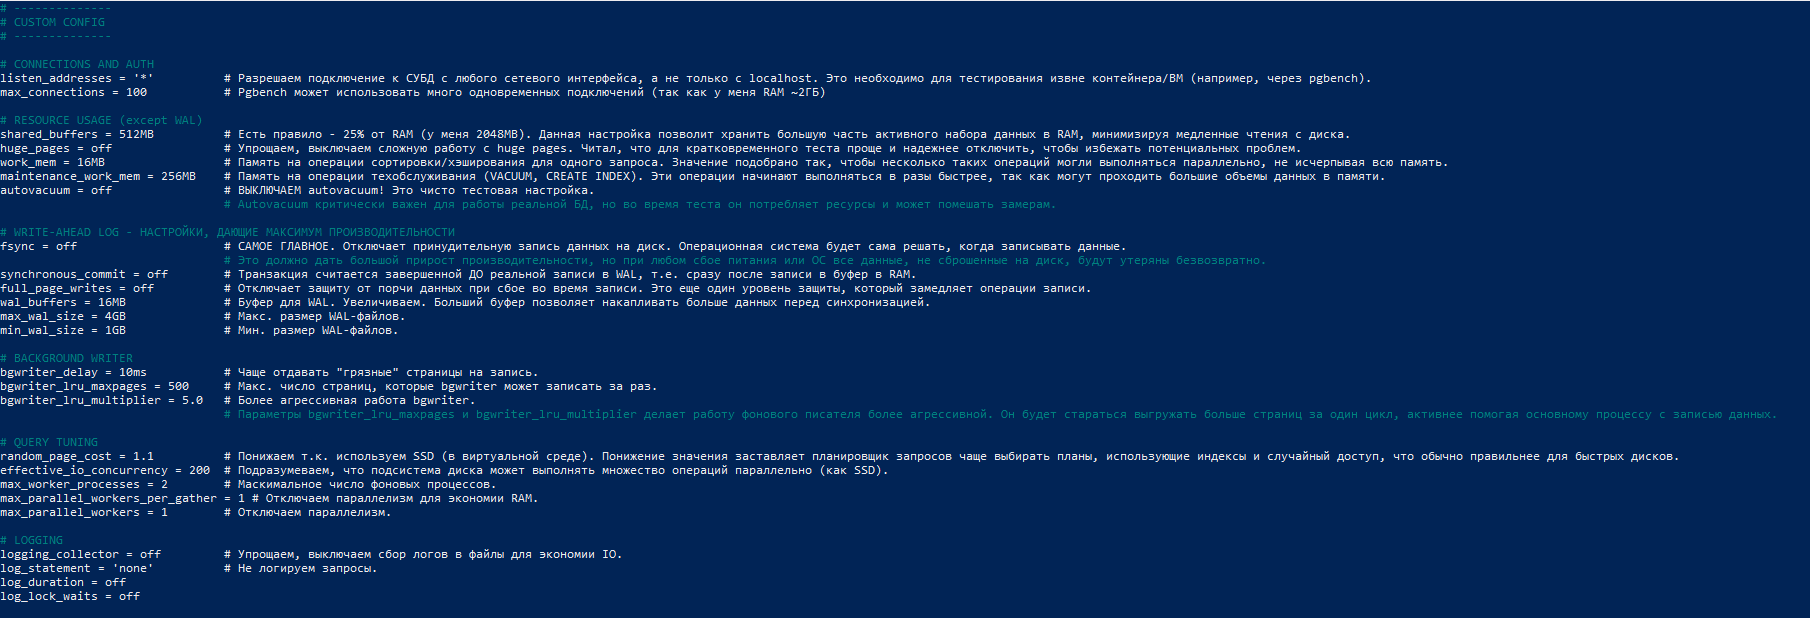 # --------------
# CUSTOM CONFIG
# --------------
# CONNECTIONS AND AUTH
listen_addresses = '*' # Разрешаем подключение к СУБД с любого сетевого интерфейса, а не только с localhost. Это необходимо для тестирования извне контейнера/ВМ (например, через pgbench).
max_connections = 100 # Pgbench может использовать много одновременных подключений (так как у меня RAM ~2ГБ)
# RESOURCE USAGE (except WAL)
shared_buffers = 512MB # Есть правило - 25% от RAM (у меня 2048MB). Данная настройка позволит хранить большую часть активного набора данных в RAM, минимизируя медленные чтения с диска.
huge_pages = off # Упрощаем, выключаем сложную работу с huge pages. Читал, что для кратковременного теста проще и надежнее отключить, чтобы избежать потенциальных проблем.
work_mem = 16MB # Память на операции сортировки/хэширования для одного запроса. Значение подобрано так, чтобы несколько таких операций могли выполняться параллельно, не исчерпывая всю память.
maintenance_work_mem = 256MB # Память на операции техобслуживания (VACUUM, CREATE INDEX). Эти операции начинают выполняться в разы быстрее, так как могут проходить большие объемы данных в памяти.
autovacuum = off # ВЫКЛЮЧАЕМ autovacuum! Это чисто тестовая настройка.
# Autovacuum критически важен для работы реальной БД, но во время теста он потребляет ресурсы и может помешать замерам.
# WRITE-AHEAD LOG - НАСТРОЙКИ, ДАЮЩИЕ МАКСИМУМ ПРОИЗВОДИТЕЛЬНОСТИ
fsync = off # САМОЕ ГЛАВНОЕ. Отключает принудительную запись данных на диск. Операционная система будет сама решать, когда записывать данные.
# Это должно дать большой прирост производительности, но при любом сбое питания или ОС все данные, не сброшенные на диск, будут утеряны безвозвратно.
synchronous_commit = off # Транзакция считается завершенной ДО реальной записи в WAL, т.е. сразу после записи в буфер в RAM.
full_page_writes = off # Отключает защиту от порчи данных при сбое во время записи. Это еще один уровень защиты, который замедляет операции записи.
wal_buffers = 16MB # Буфер для WAL. Увеличиваем. Больший буфер позволяет накапливать больше данных перед синхронизацией.
max_wal_size = 4GB # Макс. размер WAL-файлов.
min_wal_size = 1GB # Мин. размер WAL-файлов.
# BACKGROUND WRITER
bgwriter_delay = 10ms # Чаще отдавать "грязные" страницы на запись.
bgwriter_lru_maxpages = 500 # Макс. число страниц, которые bgwriter может записать за раз.
bgwriter_lru_multiplier = 5.0 # Более агрессивная работа bgwriter.
# Параметры bgwriter_lru_maxpages и bgwriter_lru_multiplier делает работу фонового писателя более агрессивной. Он будет стараться выгружать больше страниц за один цикл, активнее помогая основному процессу с записью данных.
# QUERY TUNING
random_page_cost = 1.1 # Понижаем т.к. используем SSD (в виртуальной среде). Понижение значения заставляет планировщик запросов чаще выбирать планы, использующие индексы и случайный доступ, что обычно правильнее для быстрых дисков.
effective_io_concurrency = 200 # Подразумеваем, что подсистема диска может выполнять множество операций параллельно (как SSD).
max_worker_processes = 2 # Маскимальное число фоновых процессов.
max_parallel_workers_per_gather = 1 # Отключаем параллелизм для экономии RAM.
max_parallel_workers = 1 # Отключаем параллелизм.
# LOGGING
logging_collector = off # Упрощаем, выключаем сбор логов в файлы для экономии IO.
log_statement = 'none' # Не логируем запросы.
log_duration = off
log_lock_waits = off